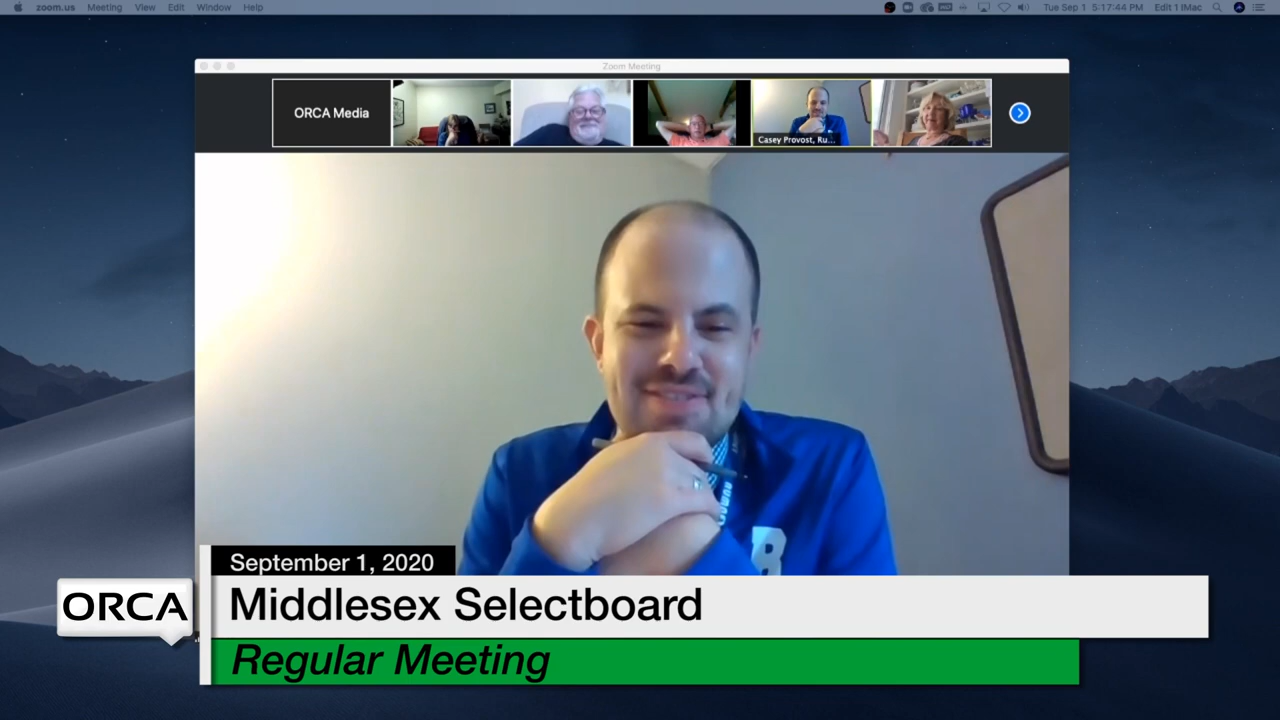 zoom.us Meeting View Edit Window Help
Tue Sep 1 5:17:44 PM Edit 1 iMac
Zoom Meeting
ORCA Media
Casey Provost, Ru...
September 1, 2020
ORCA
Middlesex Selectboard
Regular Meeting